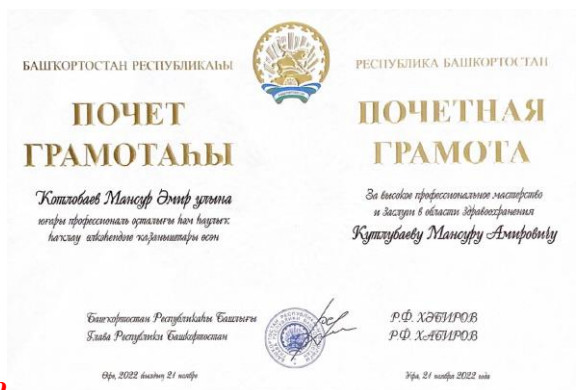 БАШҠОРТОСТАН РЕСПУБЛИКАҺЫ
ПОЧЕТ
ГРАМОТАҺЫ
Ҡотлобаев Мансур Әмир улына
юғары профессиональ оҫталығы һәм һаулыҡ
һаҡлау өлкәһендәге ҡаҙаныштары өсөн
РЕСПУБЛИКА БАШКОРТОСТАН
ПОЧЕТНАЯ
ГРАМОТА
За высокое профессиональное мастерство
и заслуги в области здравоохранения
Кутлубаеву Мансуру Амировичу
Башҡортостан Республикаһы Башлығы
Глава Республики Башкортостан
Р.Ф. ХӘБИРОВ
Р.Ф. ХАБИРОВ
Өфө, 2022 йылдың 21 ноябре
Уфа, 21 ноября 2022 года